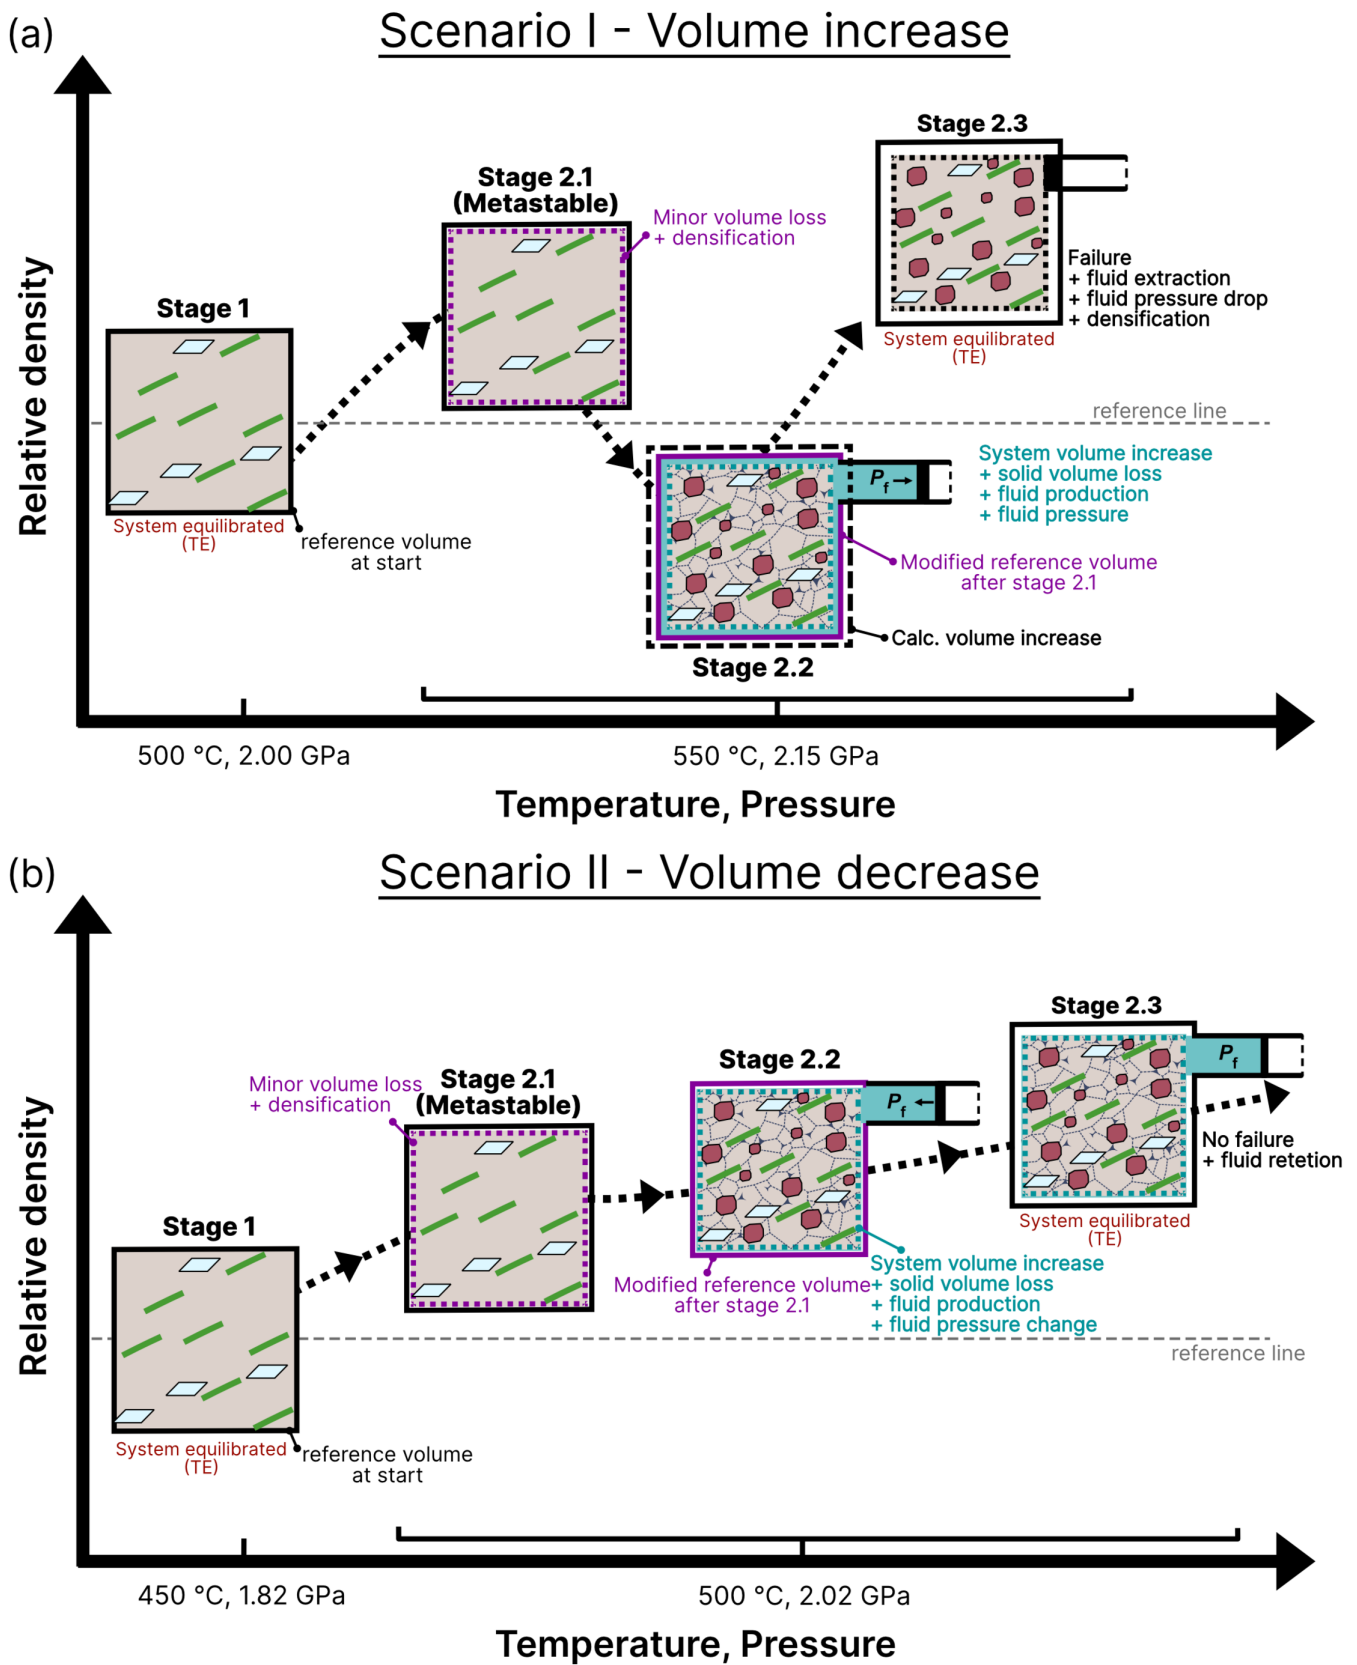 (a)
Scenario I - Volume increase
Relative density
Stage 1
System equilibrated
(TE)
reference volume
at start
Stage 2.1
(Metastable)
Minor volume loss
+ densification
Stage 2.3
Failure
+ fluid extraction
+ fluid pressure drop
+ densification
System equilibrated
(TE)
reference line
Pf
System volume increase
+ solid volume loss
+ fluid production
+ fluid pressure
Modified reference volume
after stage 2.1
Calc. volume increase
Stage 2.2
500 °C, 2.00 GPa
550 °C, 2.15 GPa
Temperature, Pressure
(b)
Scenario II - Volume decrease
Relative density
Stage 1
System equilibrated
(TE)
reference volume
at start
Minor volume loss
+ densification
Stage 2.1
(Metastable)
Stage 2.2
Pf
Modified reference volume
after stage 2.1
System volume increase
+ solid volume loss
+ fluid production
+ fluid pressure change
Stage 2.3
Pf
No failure
+ fluid retetion
System equilibrated
(TE)
reference line
450 °C, 1.82 GPa
500 °C, 2.02 GPa
Temperature, Pressure